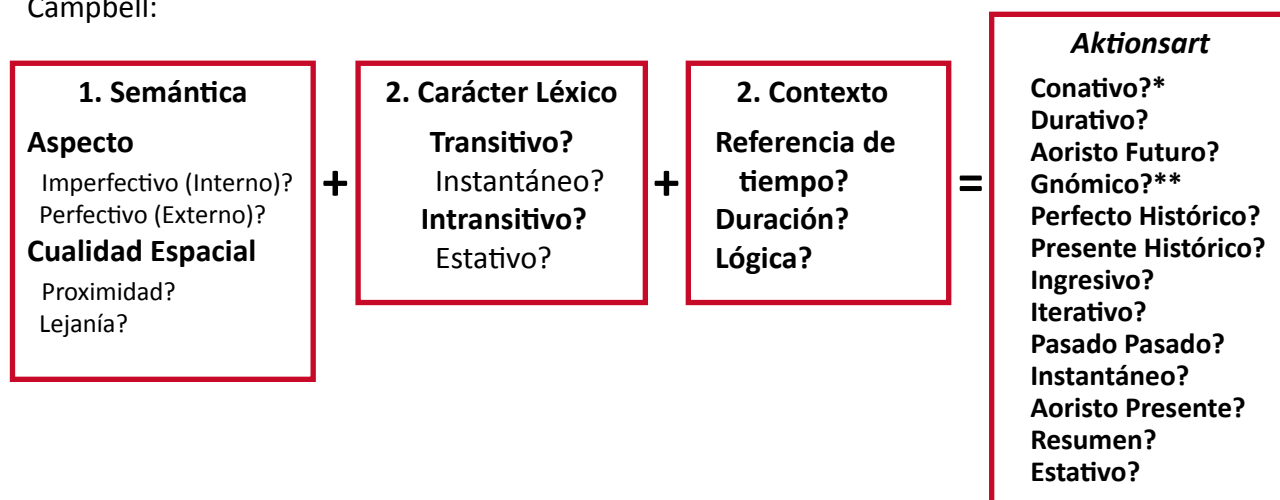 Campbell:
1. Semántica
Aspecto
Imperfectivo (Interno)?
Perfectivo (Externo)?
Cualidad Espacial
Proximidad?
Lejanía?
+
2. Carácter Léxico
Transitivo?
Instantáneo?
Intransitivo?
Estativo?
+
2. Contexto
Referencia de
tiempo?
Duración?
Lógica?
=
Aktionsart
Conativo?*
Durativo?
Aoristo Futuro?
Gnómico?**
Perfecto Histórico?
Presente Histórico?
Ingresivo?
Iterativo?
Pasado Pasado?
Instantáneo?
Aoristo Presente?
Resumen?
Estativo?